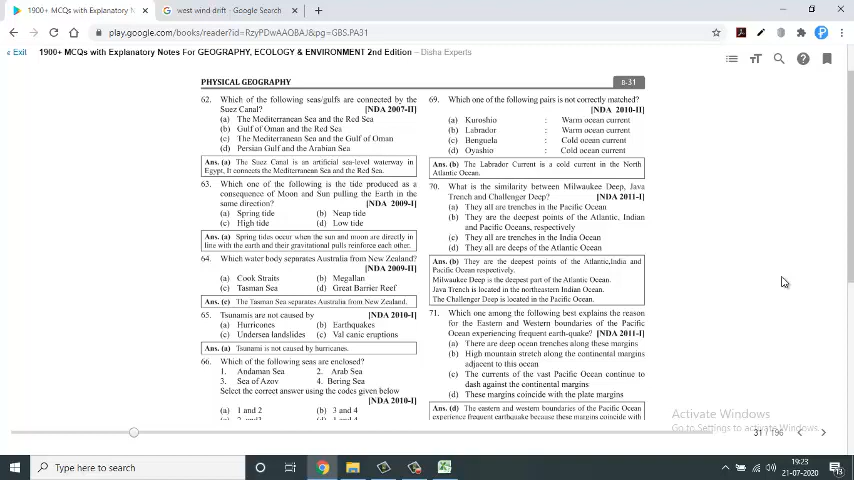 1900+ MCQs with Explanatory N
west wind drift - Google Search
play.google.com/books/reader?id=RzyPDwAAQBAJ&pg=GBS.PA31
« Exit
1900+ MCQs with Explanatory Notes For GEOGRAPHY, ECOLOGY & ENVIRONMENT 2nd Edition – Disha Experts
PHYSICAL GEOGRAPHY
B-31
62. Which of the following seas/gulfs are connected by the
Suez Canal? [NDA 2007-II]
(a) The Mediterranean Sea and the Red Sea
(b) Gulf of Oman and the Red Sea
(c) The Mediterranean Sea and the Gulf of Oman
(d) Persian Gulf and the Arabian Sea
Ans. (a) The Suez Canal is an artificial sea-level waterway in
Egypt, It connects the Mediterranean Sea and the Red Sea.
63. Which one of the following is the tide produced as a
consequence of Moon and Sun pulling the Earth in the
same direction? [NDA 2009-I]
(a) Spring tide (b) Neap tide
(c) High tide (d) Low tide
Ans. (a) Spring tides occur when the sun and moon are directly in
line with the earth and their gravitational pulls reinforce each other.
64. Which water body separates Australia from New Zealand?
[NDA 2009-II]
(a) Cook Straits (b) Megallan
(c) Tasman Sea (d) Great Barrier Reef
Ans. (c) The Tasman Sea separates Australia from New Zealand.
65. Tsunamis are not caused by [NDA 2010-I]
(a) Hurricones (b) Earthquakes
(c) Undersea landslides (c) Val canic eruptions
Ans. (a) Tsunami is not caused by hurricanes.
66. Which of the following seas are enclosed?
1. Andaman Sea 2. Arab Sea
3. Sea of Azov 4. Bering Sea
Select the correct answer using the codes given below
[NDA 2010-I]
(a) 1 and 2 (b) 3 and 4
69. Which one of the following pairs is not correctly matched?
[NDA 2010-II]
(a) Kuroshio : Warm ocean current
(b) Labrador : Warm ocean current
(c) Benguela : Cold ocean current
(d) Oyashio : Cold ocean current
Ans. (b) The Labrador Current is a cold current in the North
Atlantic Ocean.
70. What is the similarity between Milwaukee Deep, Java
Trench and Challenger Deep? [NDA 2011-I]
(a) They all are trenches in the Pacific Ocean
(b) They are the deepest points of the Atlantic, Indian
and Pacific Oceans, respectively
(c) They all are trenches in the India Ocean
(d) They all are deeps of the Atlantic Ocean
Ans. (b) They are the deepest points of the Atlantic,India and
Pacific Ocean respectively.
Milwaukee Deep is the deepest part of the Atlantic Ocean.
Java Trench is located in the northeastern Indian Ocean.
The Challenger Deep is located in the Pacific Ocean.
71. Which one among the following best explains the reason
for the Eastern and Western boundaries of the Pacific
Ocean experiencing frequent earth-quake? [NDA 2011-I]
(a) There are deep ocean trenches along these margins
(b) High mountain stretch along the continental margins
adjacent to this ocean
(c) The currents of the vast Pacific Ocean continue to
dash against the continental margins
(d) These margins coincide with the plate margins
Ans. (d) The eastern and western boundaries of the Pacific Ocean
experience frequent earthquake because these margins coincide with
Activate Windows
Go to Settings to activate Windows.
31 / 196
Type here to search
19:23
21-07-2020